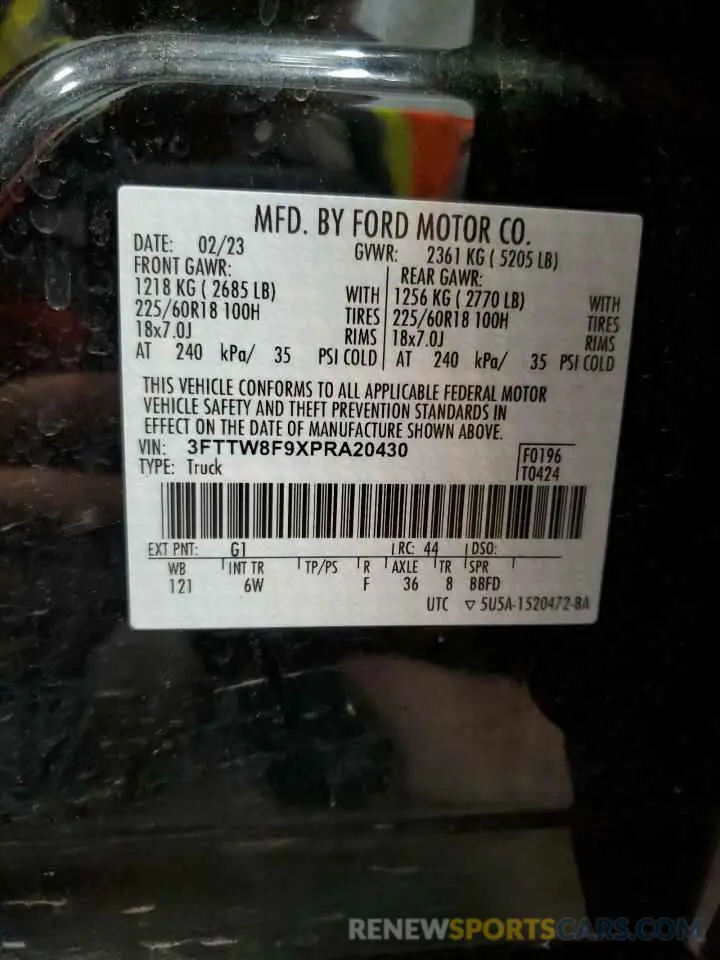 MFD. BY FORD MOTOR CO.
DATE: 02/23 GVWR: 2361 KG ( 5205 LB)
FRONT GAWR: REAR GAWR:
1218 KG ( 2685 LB) WITH 1256 KG ( 2770 LB) WITH
225/60R18 100H TIRES 225/60R18 100H TIRES
18x7.0J RIMS 18x7.0J RIMS
AT 240 kPa/ 35 PSI COLD AT 240 kPa/ 35 PSI COLD
THIS VEHICLE CONFORMS TO ALL APPLICABLE FEDERAL MOTOR
VEHICLE SAFETY AND THEFT PREVENTION STANDARDS IN
EFFECT ON THE DATE OF MANUFACTURE SHOWN ABOVE.
VIN: 3FTTW8F9XPRA20430 F0196
TYPE: Truck T0424
EXT PNT: G1 RC: 44 DSO:
WB INT TR TP/PS R AXLE TR SPR
121 6W F 36 8 BBFD
UTC ▽ 5U5A-1520472-BA
RENEWSPORTSCARS.COM